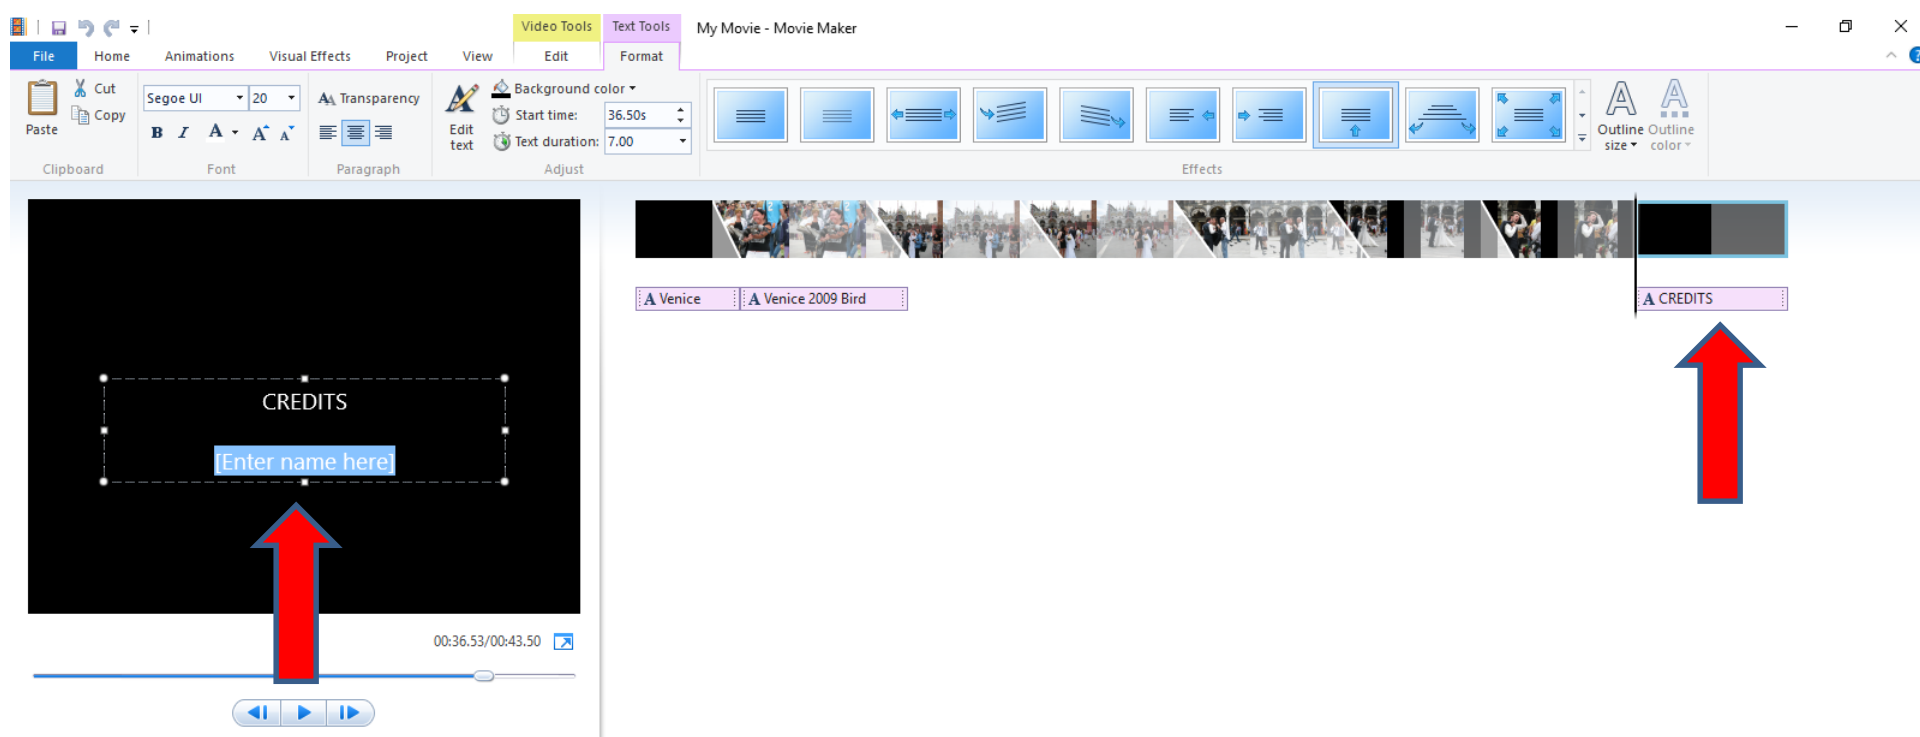 Video Tools Text Tools My Movie - Movie Maker
File Home Animations Visual Effects Project View Edit Format
Paste
Cut
Copy
Clipboard
Segoe UI 20
B I A A A
Font
Transparency
Paragraph
Edit text
Background color
Start time: 36.50s
Text duration: 7.00
Adjust
Effects
Outline size
Outline color
CREDITS
[Enter name here]
00:36.53/00:43.50
A Venice
A Venice 2009 Bird
A CREDITS